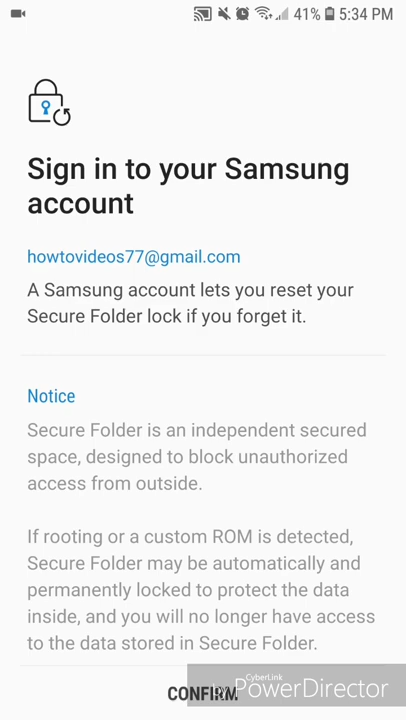 41% 5:34 PM
Sign in to your Samsung
account
howtovideos77@gmail.com
A Samsung account lets you reset your
Secure Folder lock if you forget it.
Notice
Secure Folder is an independent secured
space, designed to block unauthorized
access from outside.
If rooting or a custom ROM is detected,
Secure Folder may be automatically and
permanently locked to protect the data
inside, and you will no longer have access
to the data stored in Secure Folder.
CONFIRM
CyberLink
by PowerDirector